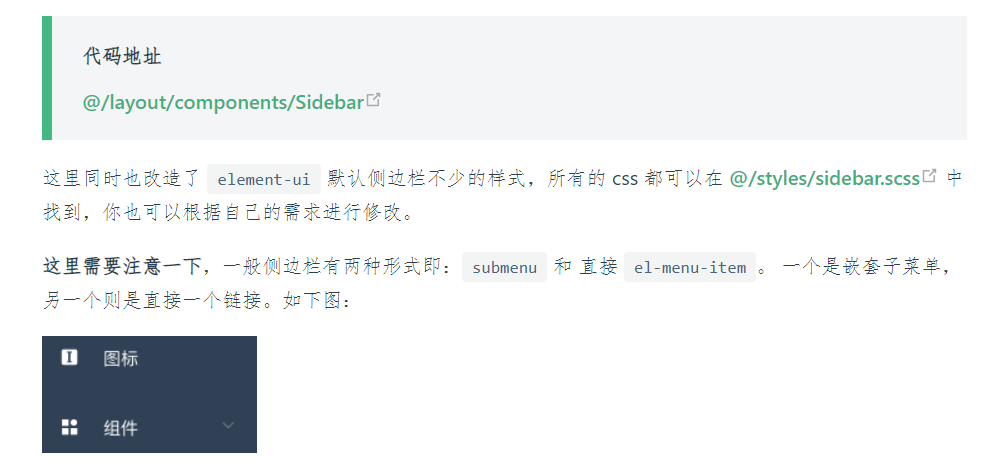 代码地址
@/layout/components/Sidebar
这里同时也改造了 element-ui 默认侧边栏不少的样式，所有的 css 都可以在 @/styles/sidebar.scss 中
找到，你也可以根据自己的需求进行修改。
这里需要注意一下，一般侧边栏有两种形式即：submenu 和 直接 el-menu-item。 一个是嵌套子菜单，
另一个则是直接一个链接。如下图：
图标
组件